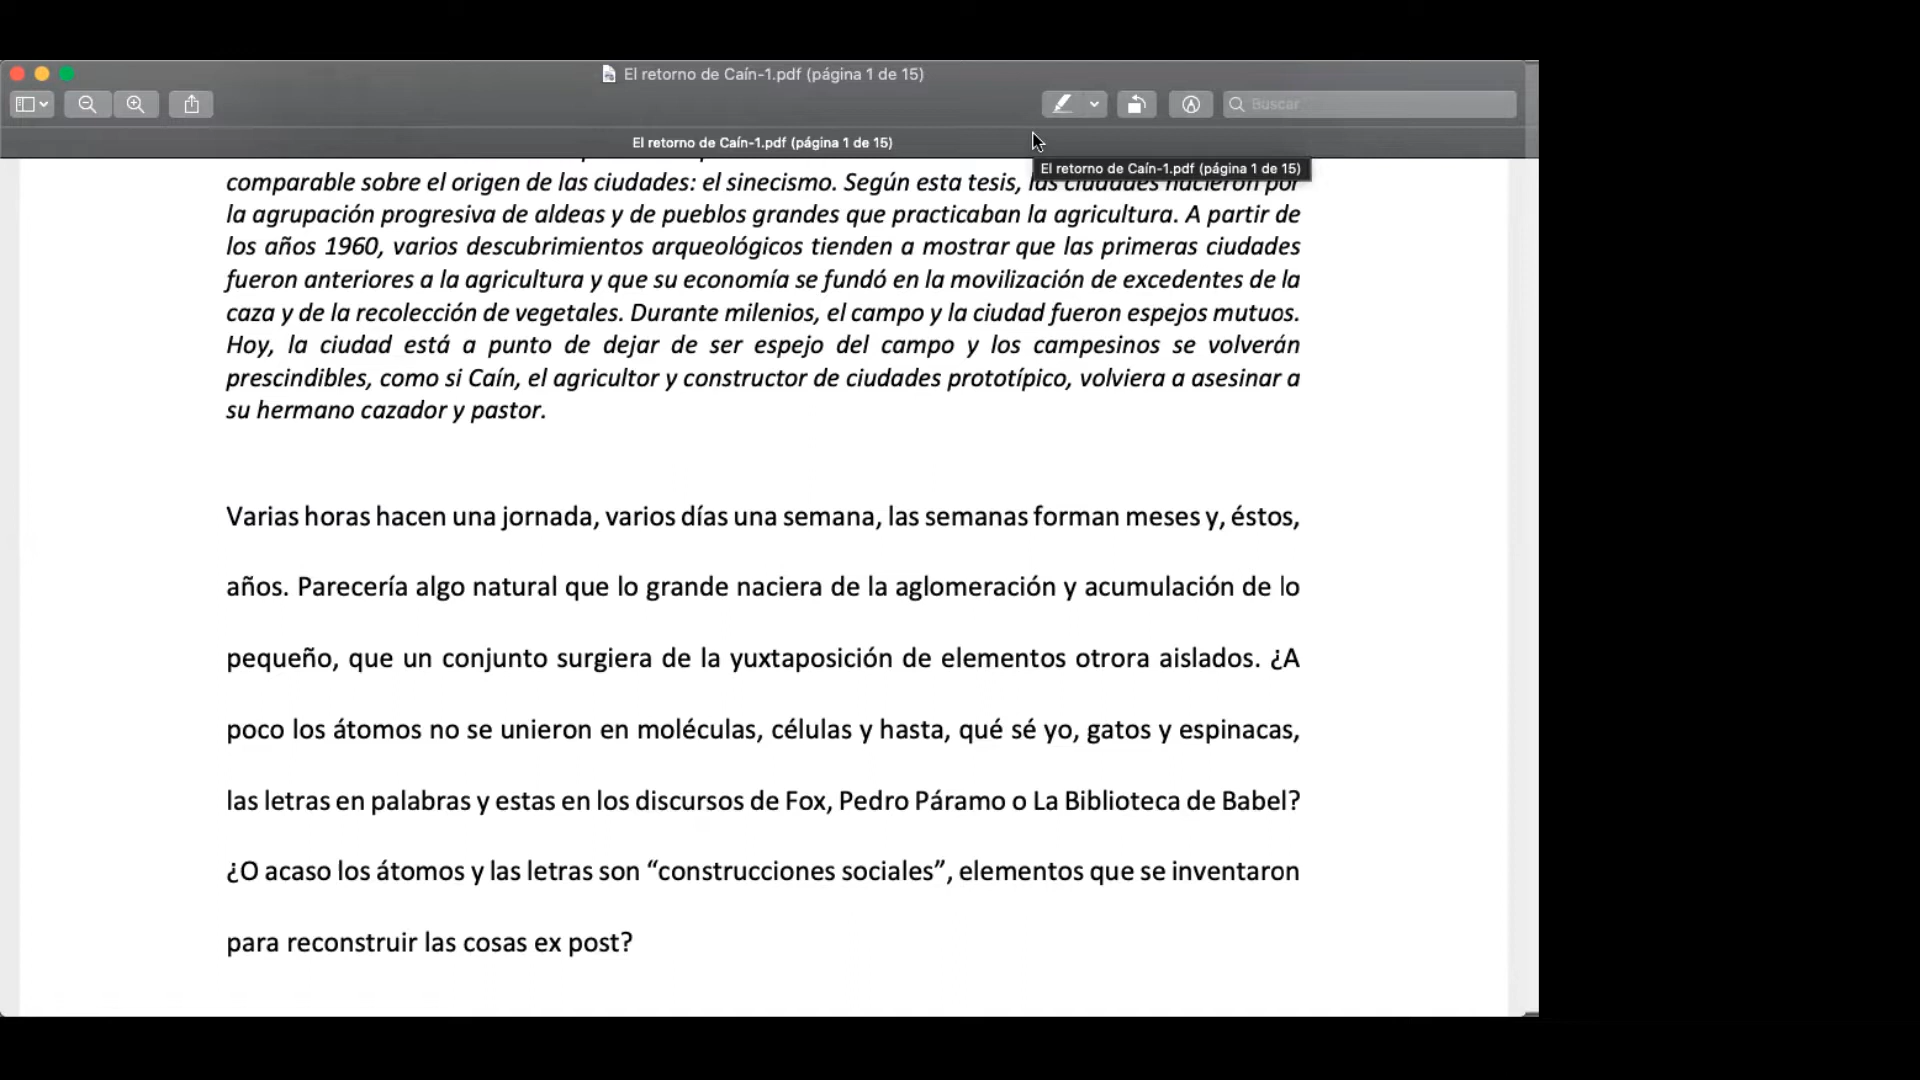 El retorno de Caín-1.pdf (página 1 de 15)
Buscar
El retorno de Caín-1.pdf (página 1 de 15)
El retorno de Caín-1.pdf (página 1 de 15)
comparable sobre el origen de las ciudades: el sinecismo. Según esta tesis, las ciudades nacieron por
la agrupación progresiva de aldeas y de pueblos grandes que practicaban la agricultura. A partir de
los años 1960, varios descubrimientos arqueológicos tienden a mostrar que las primeras ciudades
fueron anteriores a la agricultura y que su economía se fundó en la movilización de excedentes de la
caza y de la recolección de vegetales. Durante milenios, el campo y la ciudad fueron espejos mutuos.
Hoy, la ciudad está a punto de dejar de ser espejo del campo y los campesinos se volverán
prescindibles, como si Caín, el agricultor y constructor de ciudades prototípico, volviera a asesinar a
su hermano cazador y pastor.
Varias horas hacen una jornada, varios días una semana, las semanas forman meses y, éstos,
años. Parecería algo natural que lo grande naciera de la aglomeración y acumulación de lo
pequeño, que un conjunto surgiera de la yuxtaposición de elementos otrora aislados. ¿A
poco los átomos no se unieron en moléculas, células y hasta, qué sé yo, gatos y espinacas,
las letras en palabras y estas en los discursos de Fox, Pedro Páramo o La Biblioteca de Babel?
¿O acaso los átomos y las letras son “construcciones sociales”, elementos que se inventaron
para reconstruir las cosas ex post?